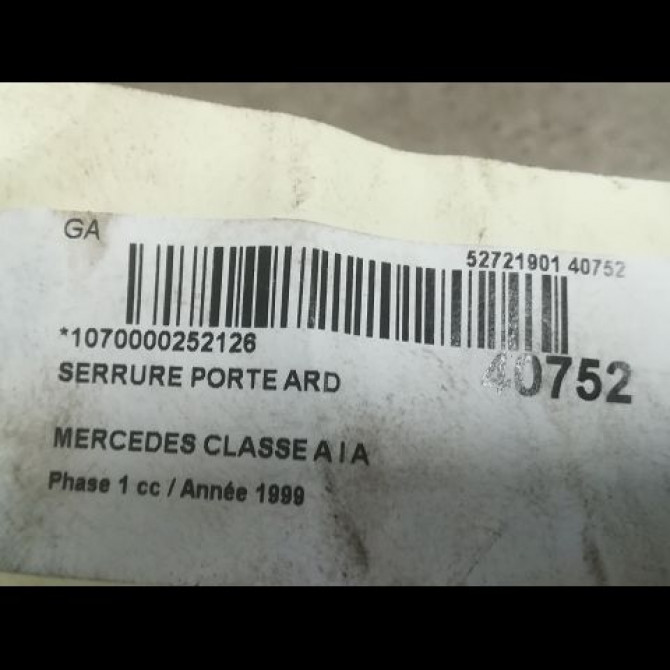 GA
52721901 40752
*1070000252126
40752
SERRURE PORTE ARD
MERCEDES CLASSE A I A
Phase 1 cc / Année 1999